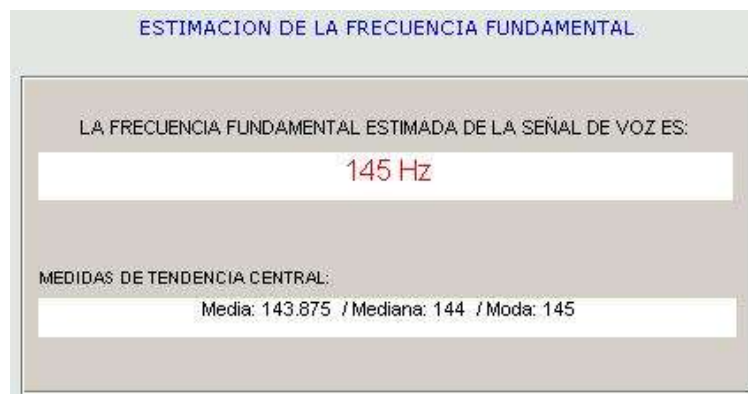 ESTIMACION DE LA FRECUENCIA FUNDAMENTAL
LA FRECUENCIA FUNDAMENTAL ESTIMADA DE LA SEÑAL DE VOZ ES:
145 Hz
MEDIDAS DE TENDENCIA CENTRAL:
Media: 143.875 / Mediana: 144 / Moda: 145